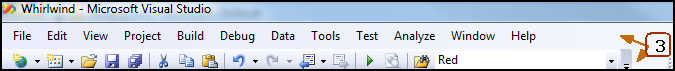 Whirlwind - Microsoft Visual Studio
File Edit View Project Build Debug Data Tools Test Analyze Window Help
3
Red